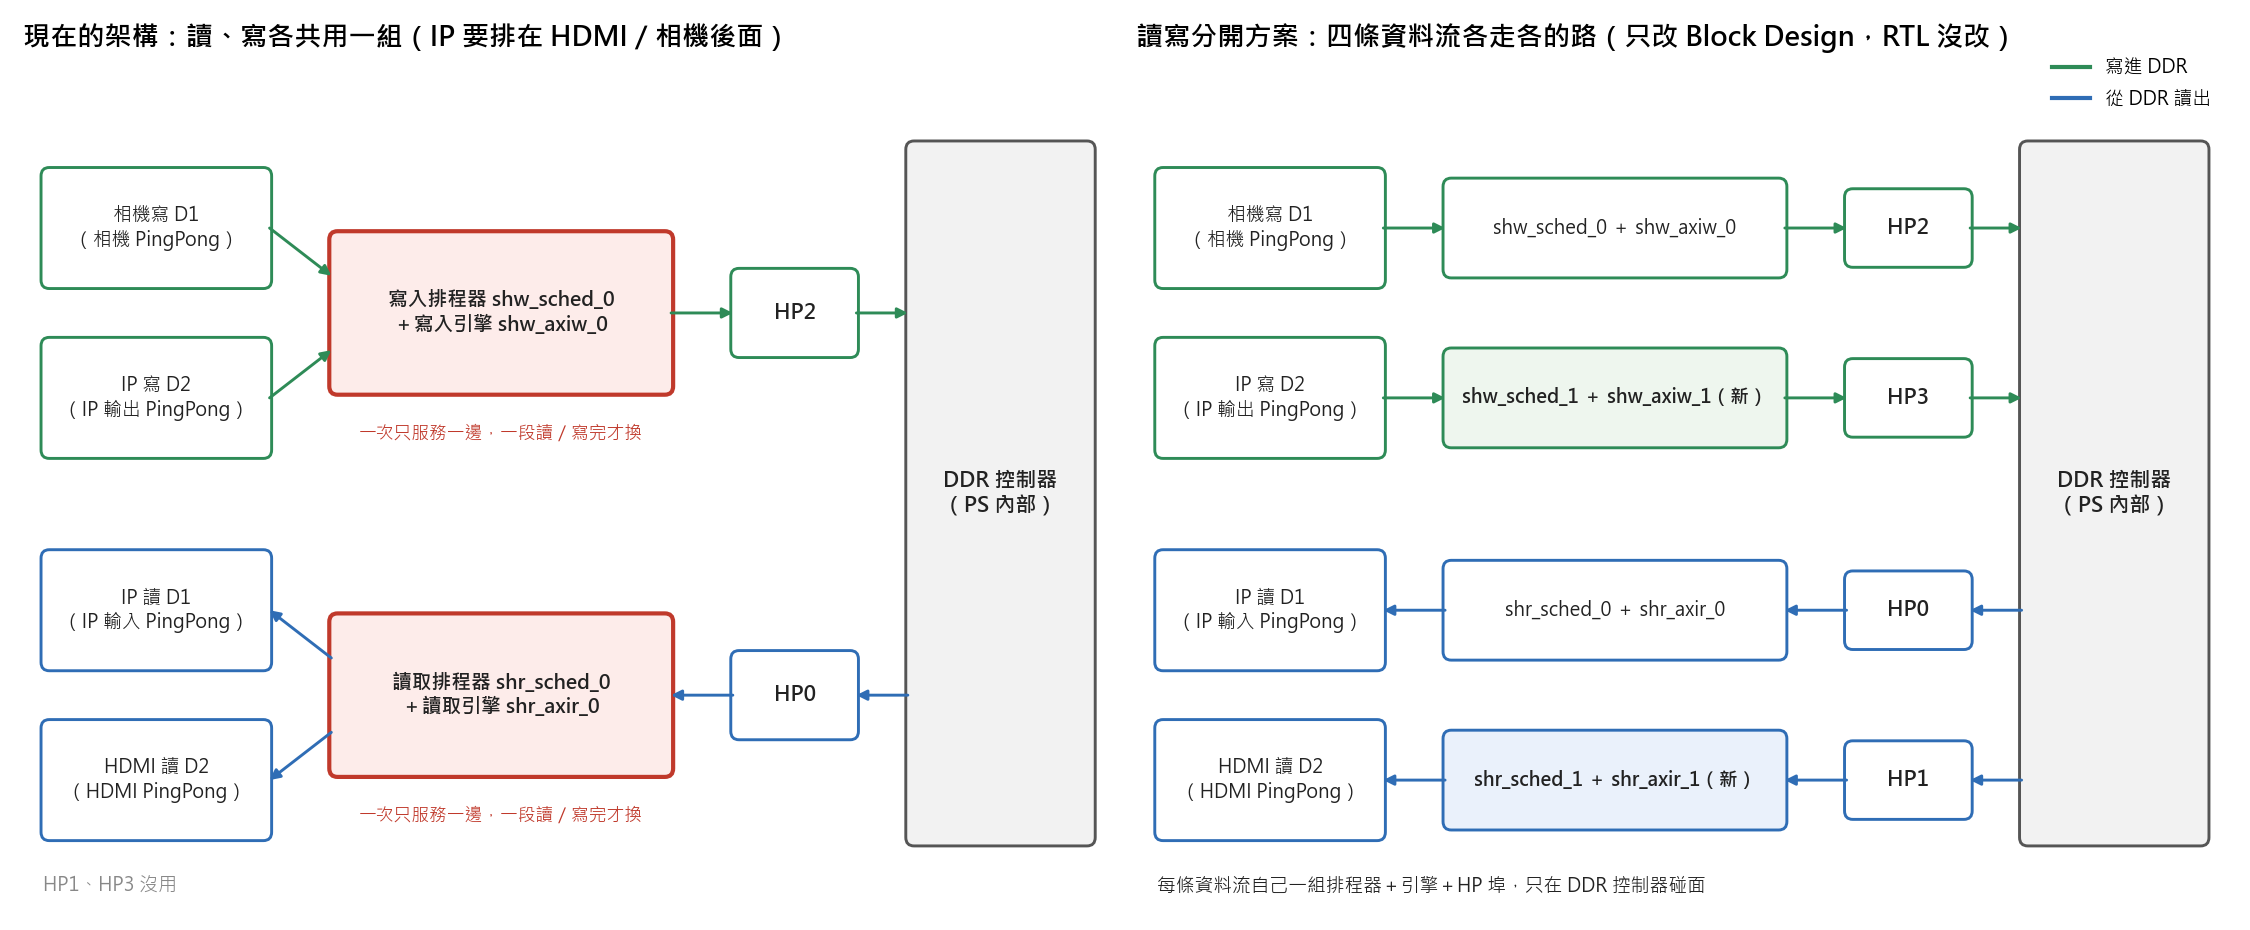 現在的架構：讀、寫各共用一組（IP 要排在 HDMI / 相機後面）
相機寫 D1
（相機 PingPong）
IP 寫 D2
（IP 輸出 PingPong）
寫入排程器 shw_sched_0
+ 寫入引擎 shw_axiw_0
一次只服務一邊，一段讀 / 寫完才換
HP2
IP 讀 D1
（IP 輸入 PingPong）
HDMI 讀 D2
（HDMI PingPong）
讀取排程器 shr_sched_0
+ 讀取引擎 shr_axir_0
一次只服務一邊，一段讀 / 寫完才換
HP0
DDR 控制器
（PS 內部）
HP1、HP3 沒用
讀寫分開方案：四條資料流各走各的路（只改 Block Design，RTL 沒改）
寫進 DDR
從 DDR 讀出
相機寫 D1
（相機 PingPong）
shw_sched_0 + shw_axiw_0
HP2
IP 寫 D2
（IP 輸出 PingPong）
shw_sched_1 + shw_axiw_1（新）
HP3
IP 讀 D1
（IP 輸入 PingPong）
shr_sched_0 + shr_axir_0
HP0
HDMI 讀 D2
（HDMI PingPong）
shr_sched_1 + shr_axir_1（新）
HP1
DDR 控制器
（PS 內部）
每條資料流自己一組排程器+引擎+HP 埠，只在 DDR 控制器碰面